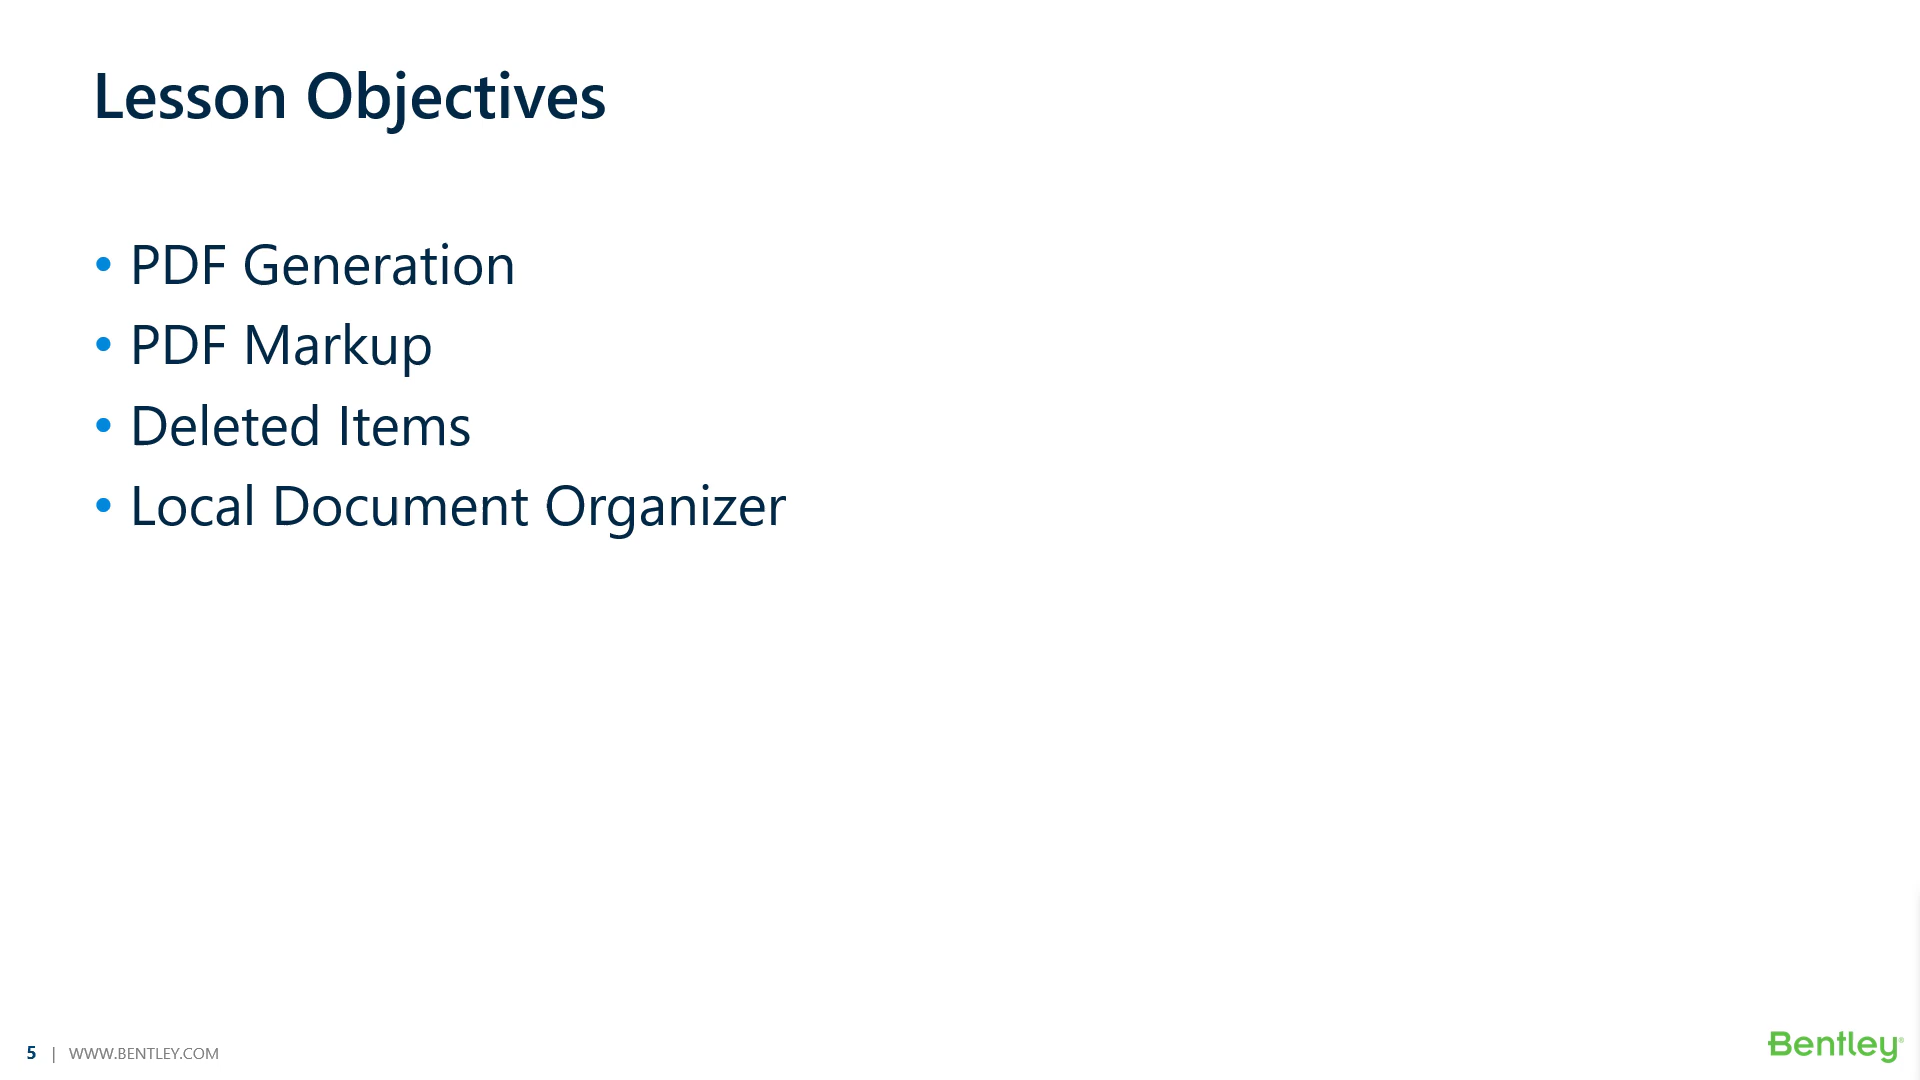 Lesson Objectives
• PDF Generation
• PDF Markup
• Deleted Items
• Local Document Organizer
5 | WWW.BENTLEY.COM
Bentley®